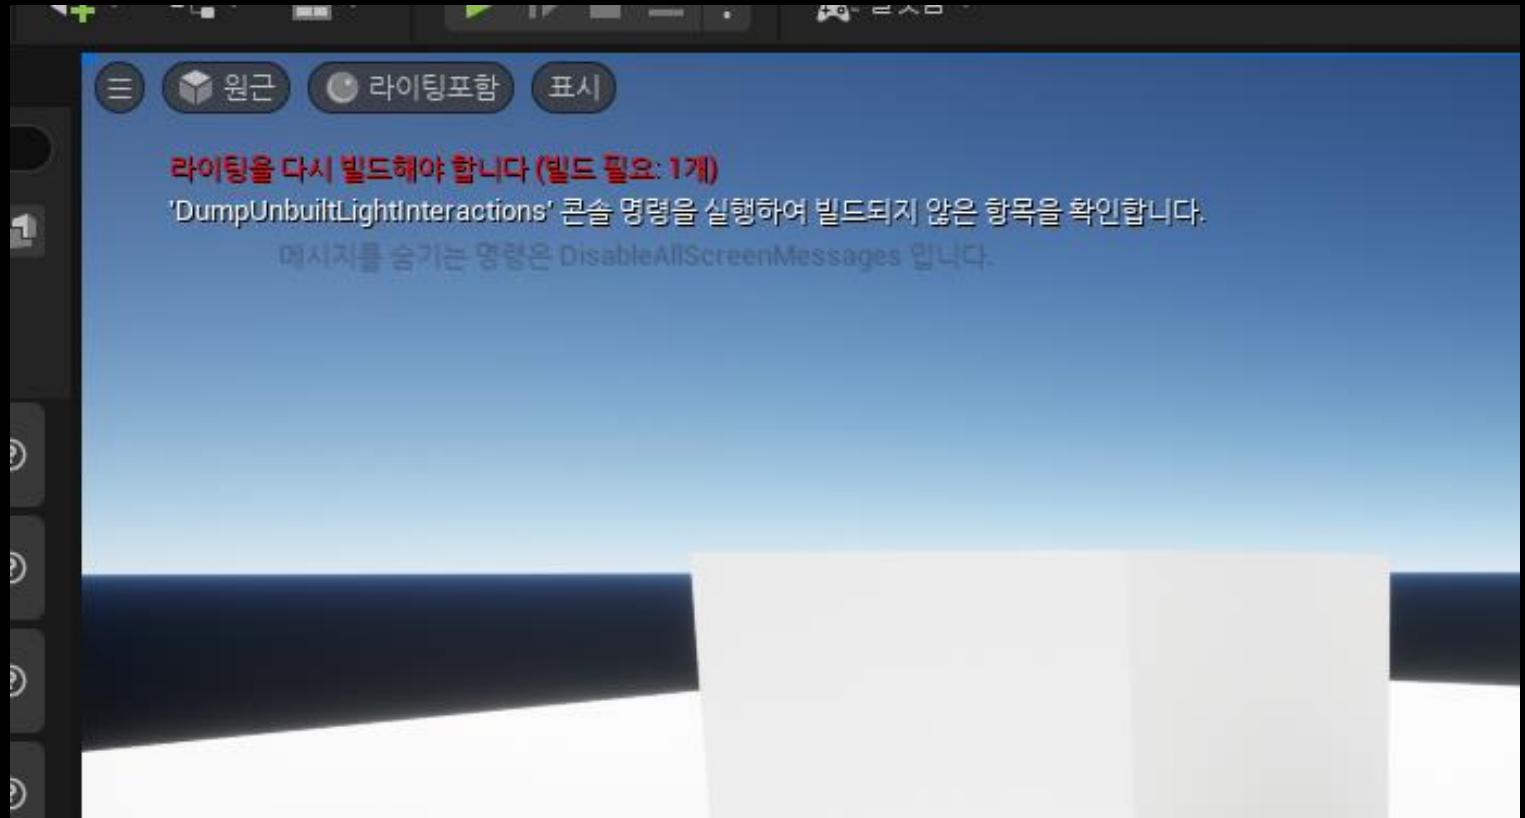 원근 라이팅포함 표시
라이팅을 다시 빌드해야 합니다 (빌드 필요: 1개)
'DumpUnbuiltLightInteractions' 콘솔 명령을 실행하여 빌드되지 않은 항목을 확인합니다.
메시지를 숨기는 명령은 DisableAllScreenMessages 입니다.